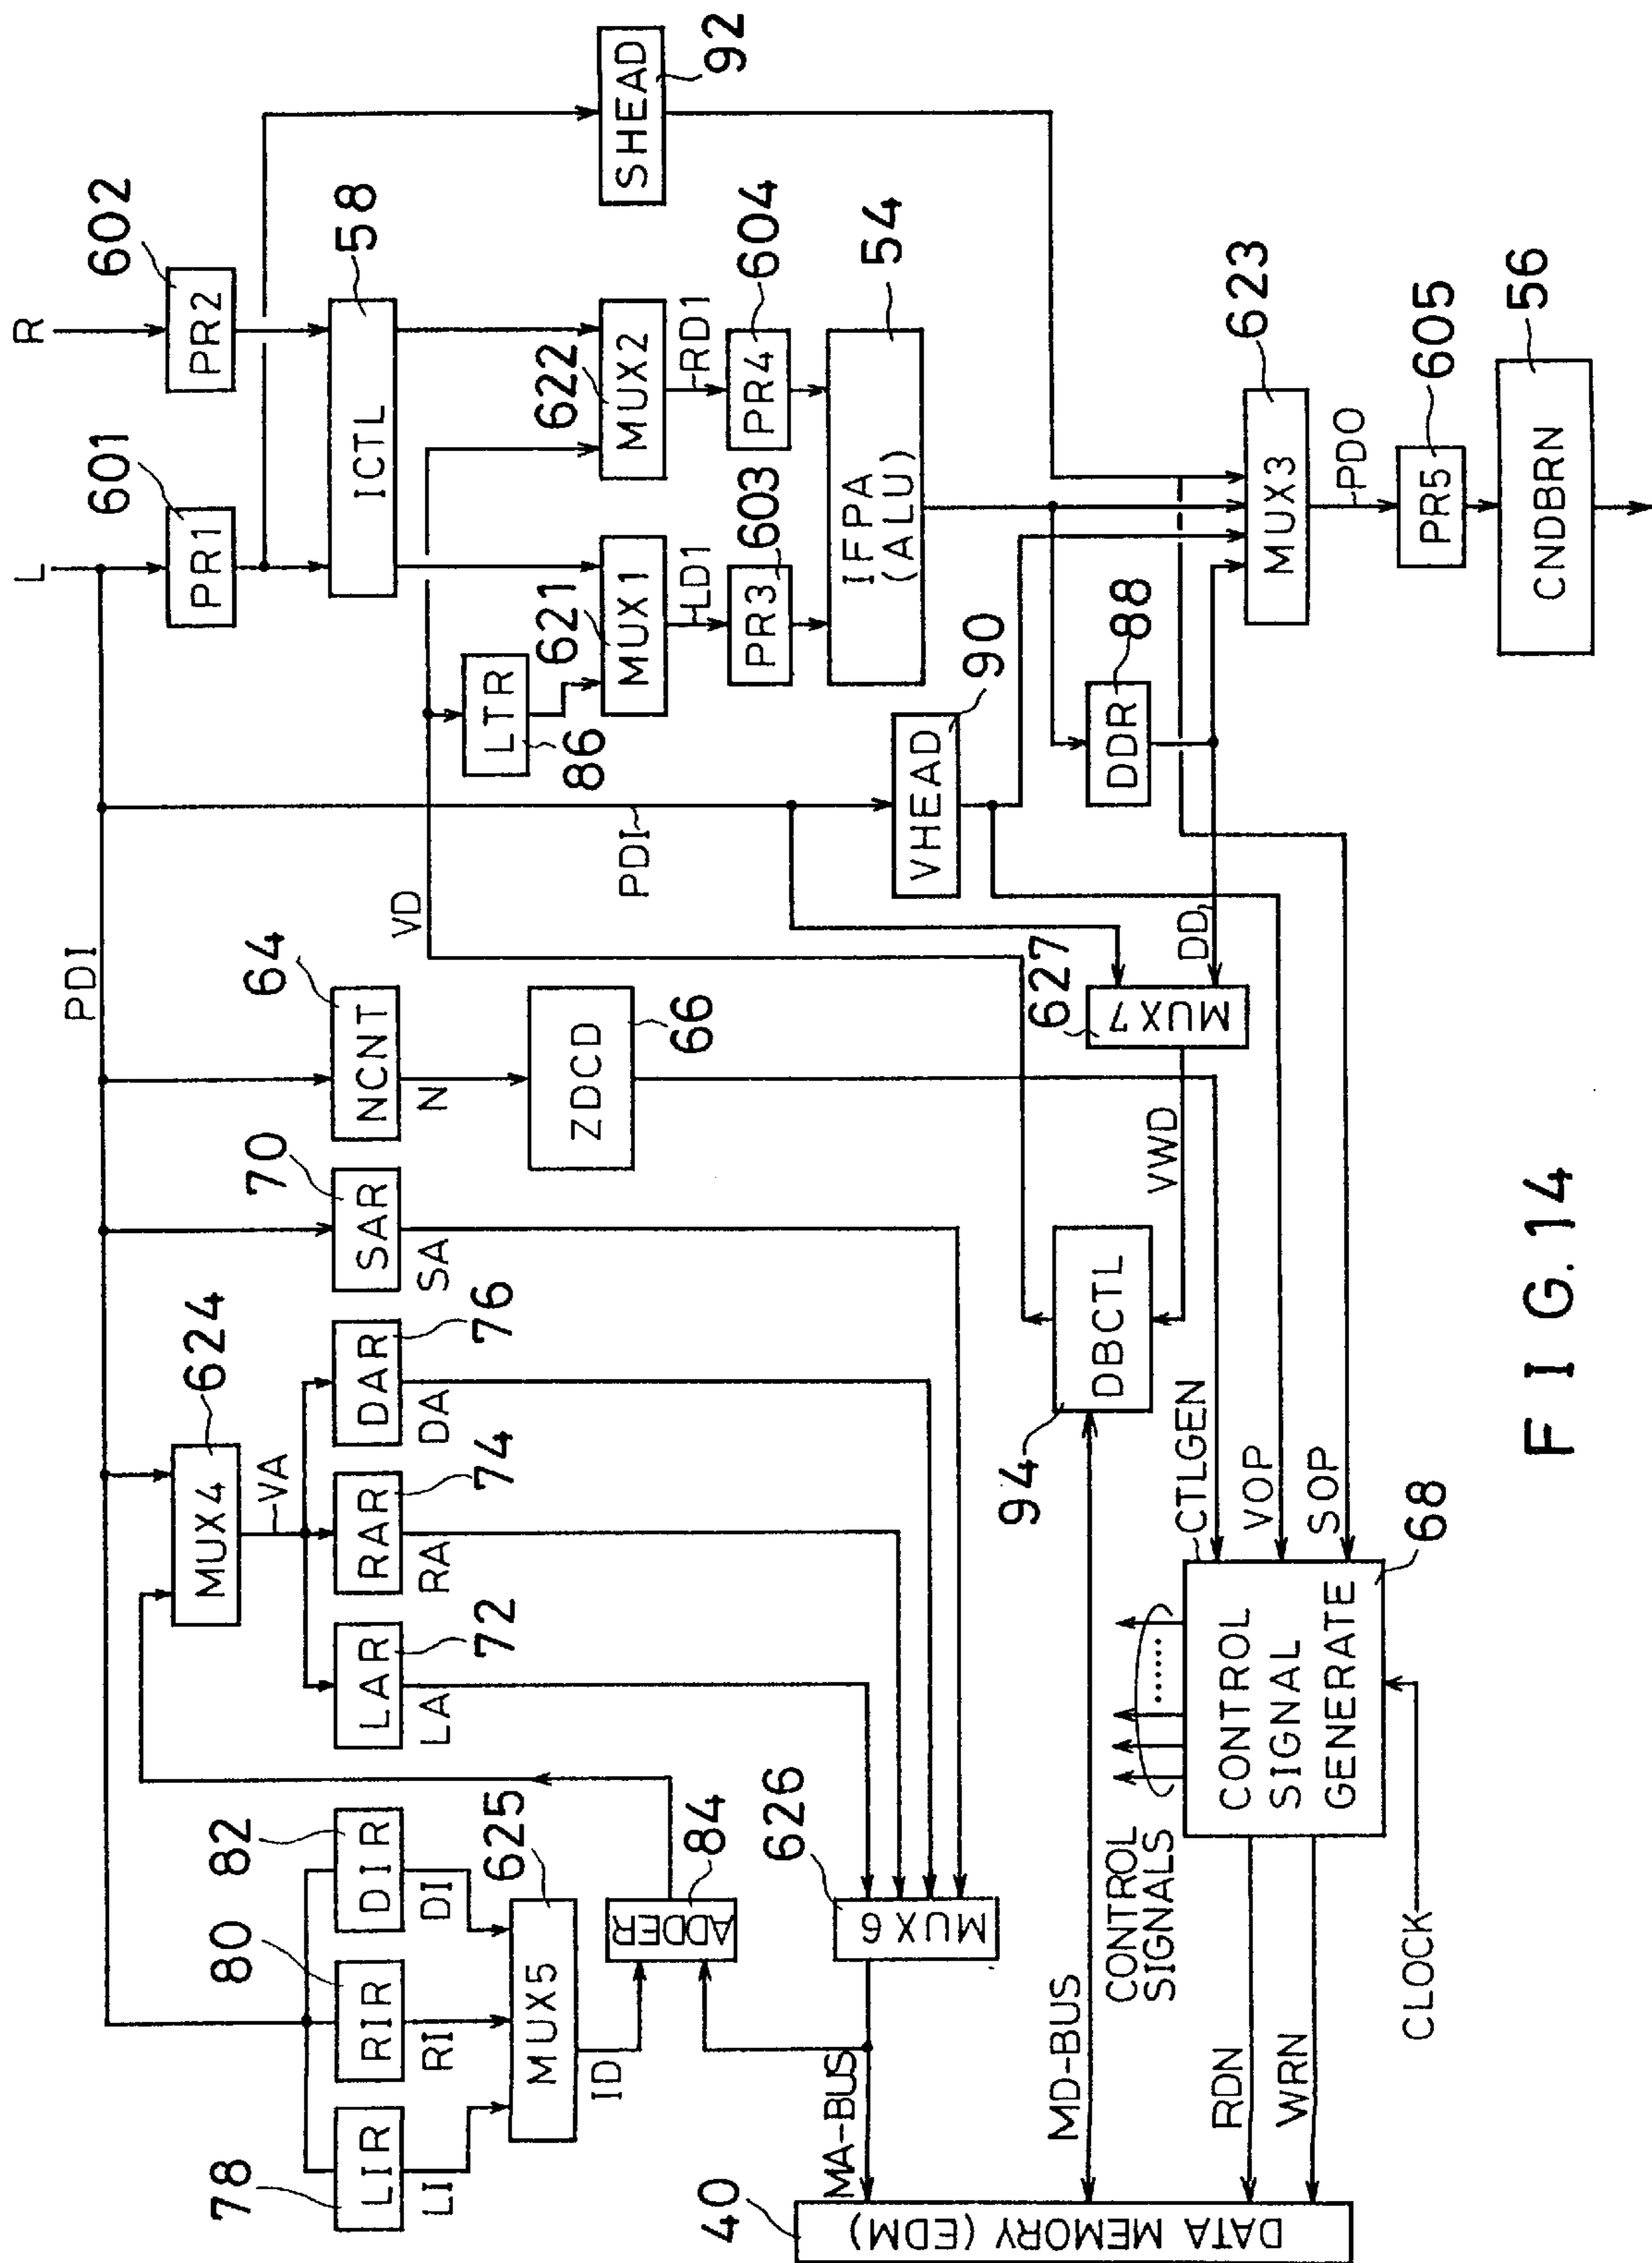 R
L
602
PR2
601
PR1
PDI
58
ICTL
92
SHEAD
VD
LTR
86
621
MUX1
622
MUX2
LD1
RD1
603
PR3
604
PR4
54
IFPA
(ALU)
PDI
90
VHEAD
88
DDR
DD
623
MUX3
PDO
605
PR5
56
CNDBRN
64
NCNT
N
ZDCD
66
70
SAR
SA
624
MUX4
VA
76
DAR
DA
74
RAR
RA
72
LAR
LA
82
DIR
DI
80
RIR
RI
78
LIR
LI
625
MUX5
ID
84
ADDER
626
MUX6
MA-BUS
627
MUX7
VWD
94
DBCTL
MD-BUS
CTLGEN
VOP
SOP
68
CONTROL
SIGNAL
GENERATE
CONTROL
SIGNALS
RDN
WRN
CLOCK
40
DATA MEMORY (EDM)
FIG. 14